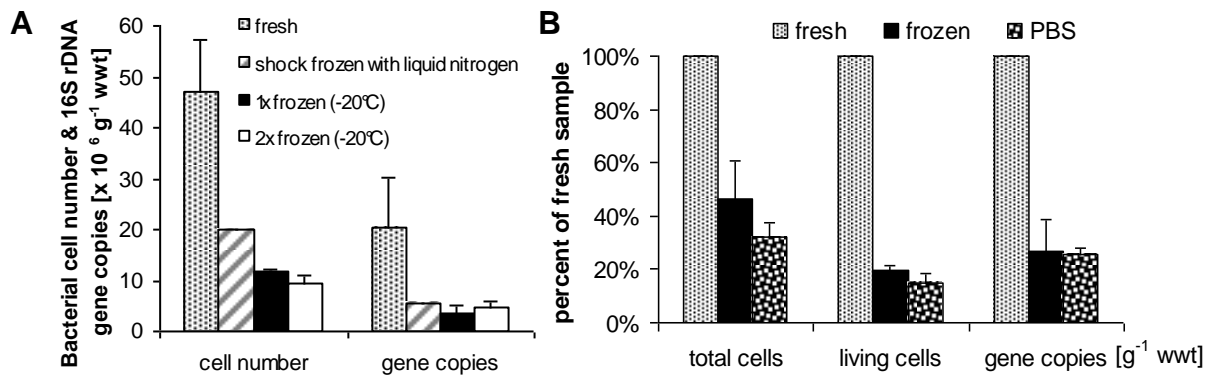 A
Bacterial cell number & 16S rDNA
gene copies [x 10 6 g-1 wwt]
60
50
40
30
20
10
0
fresh
shock frozen with liquid nitrogen
1x frozen (-20°C)
2x frozen (-20°C)
cell number
gene copies
B
fresh
frozen
PBS
percent of fresh sample
100%
80%
60%
40%
20%
0%
total cells
living cells
gene copies
[g-1 wwt]